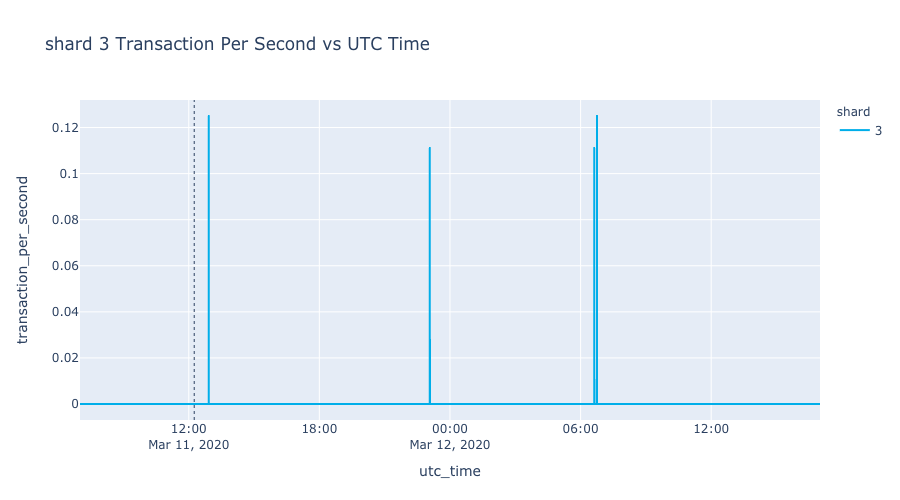 shard 3 Transaction Per Second vs UTC Time
shard
3
transaction_per_second
0.12
0.1
0.08
0.06
0.04
0.02
0
12:00
Mar 11, 2020
18:00
00:00
Mar 12, 2020
06:00
12:00
utc_time